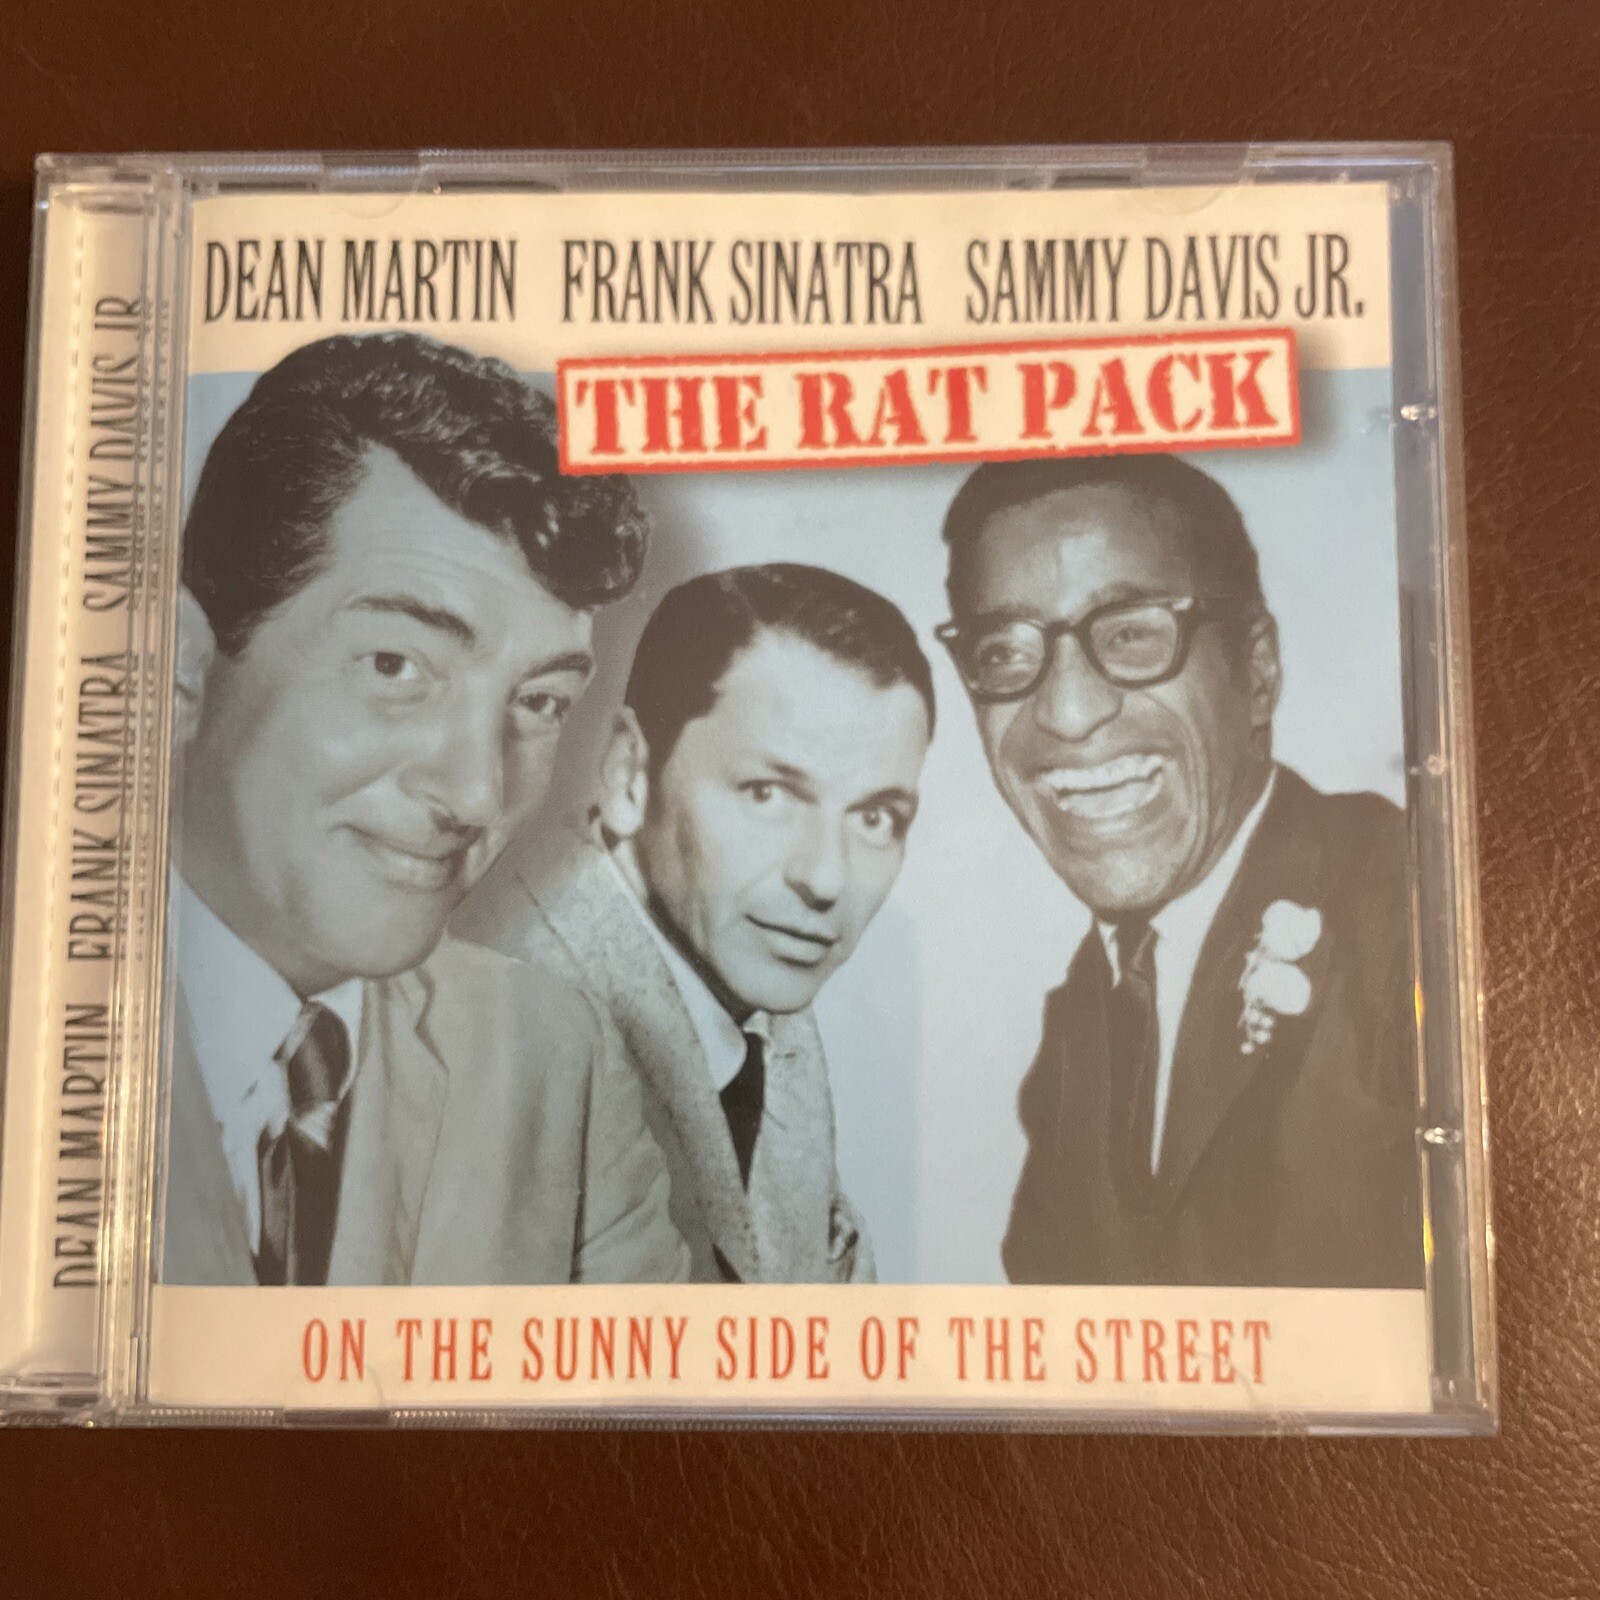 DEAN MARTIN FRANK SINATRA SAMMY DAVIS JR.
THE RAT PACK
ON THE SUNNY SIDE OF THE STREET
DEAN MARTIN FRANK SINATRA SAMMY DAVIS JR